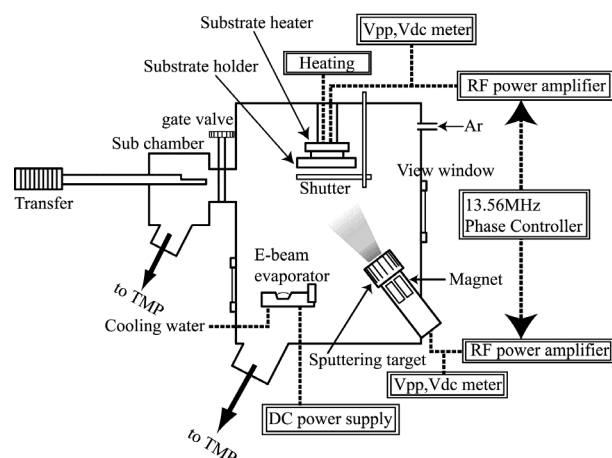 Substrate heater
Vpp,Vdc meter
Substrate holder
Heating
RF power amplifier
gate valve
Sub chamber
Ar
Shutter
View window
Transfer
13.56MHz
Phase Controller
E-beam
evaporator
Magnet
to TMP
Cooling water
Sputtering target
RF power amplifier
Vpp,Vdc meter
DC power supply
to TMP